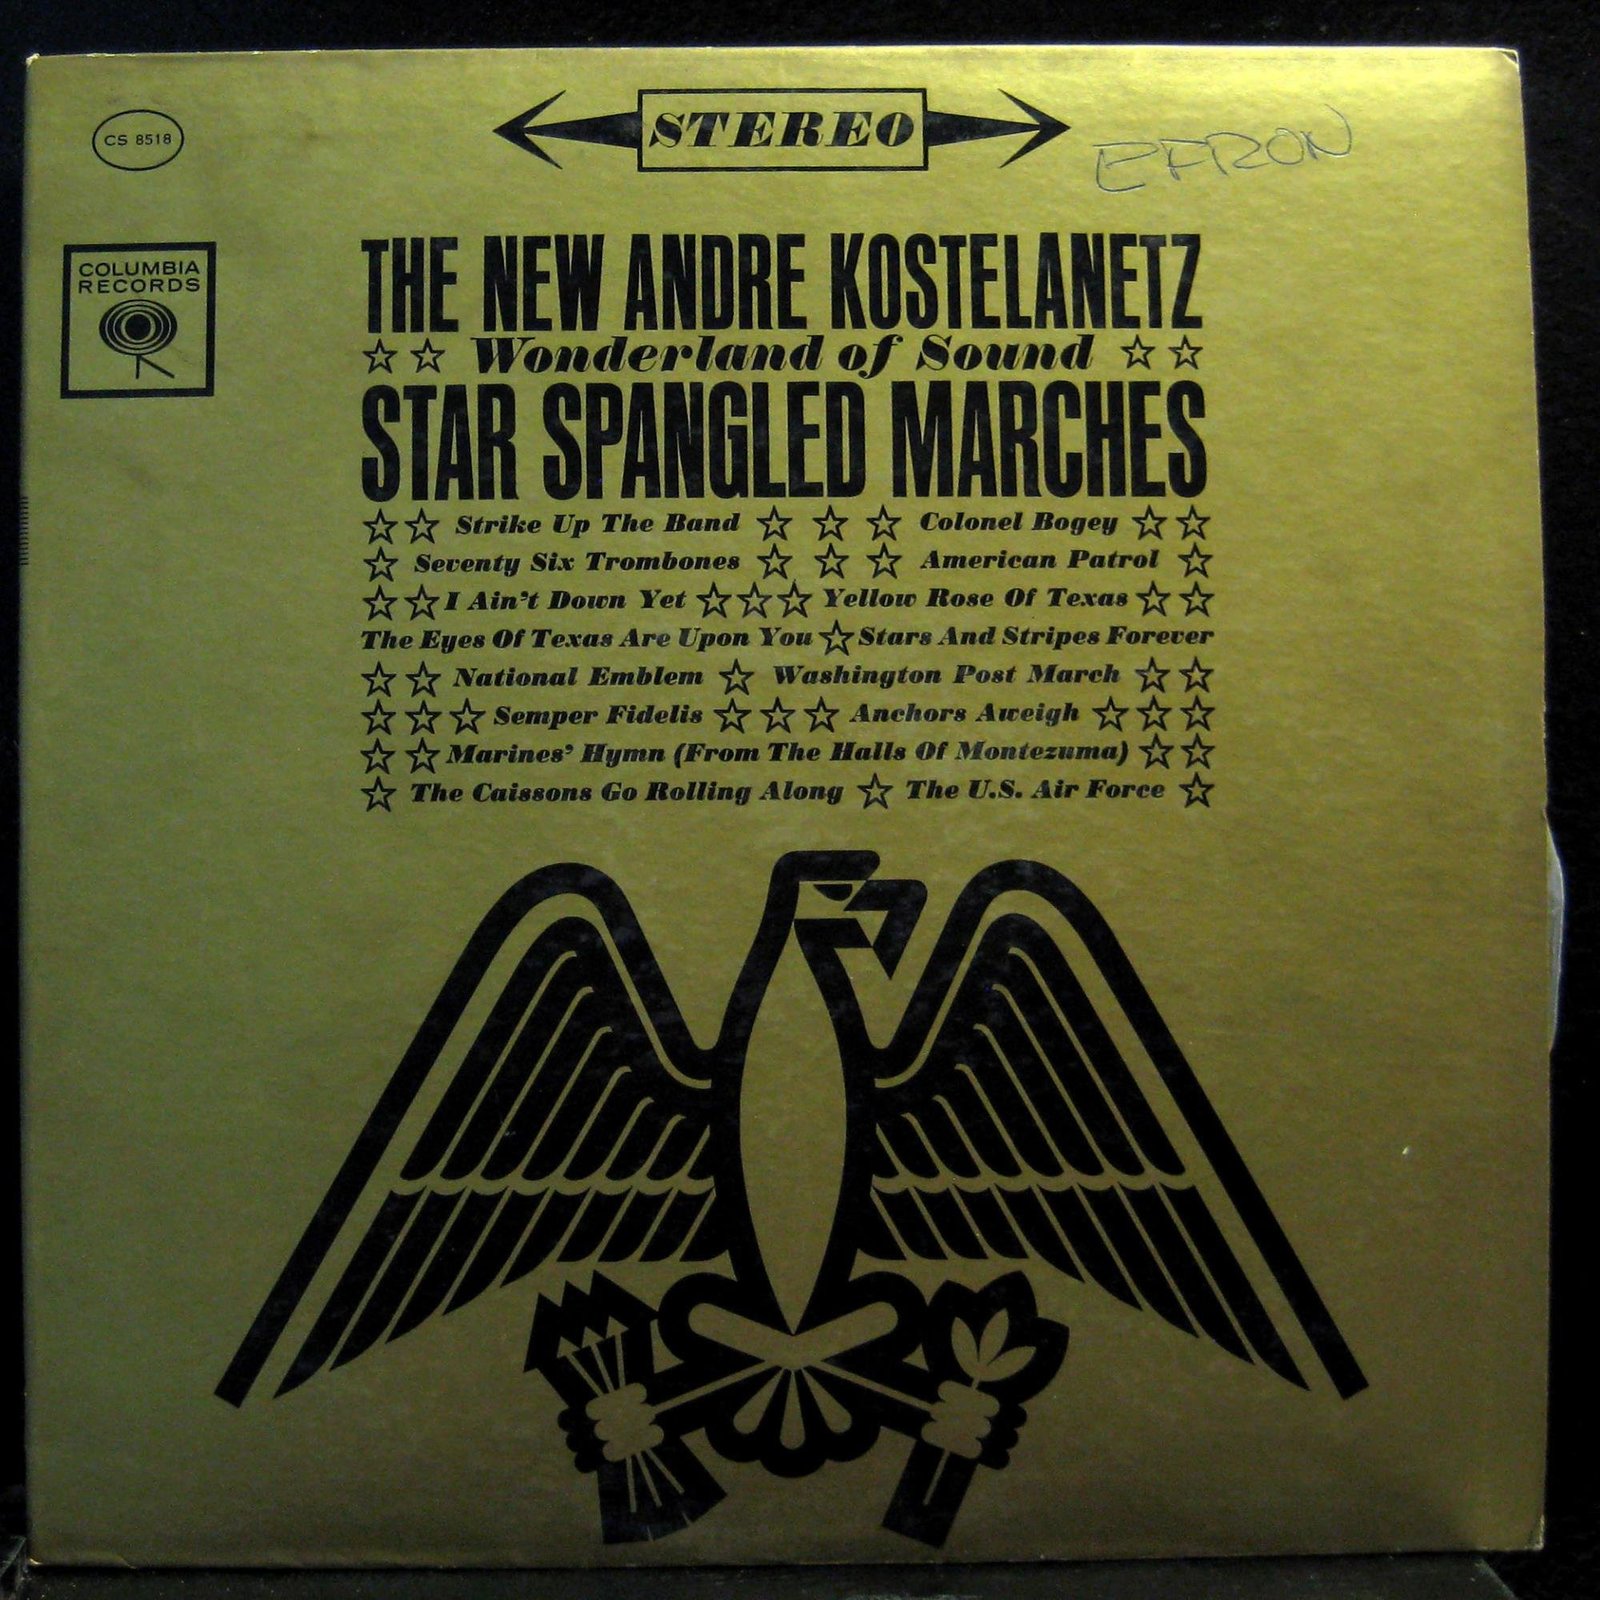 STEREO
CS 8518
EFRON
COLUMBIA
RECORDS
THE NEW ANDRE KOSTELANETZ
Wonderland of Sound
STAR SPANGLED MARCHES
Strike Up The Band ☆ ☆ ☆ Colonel Bogey
Seventy Six Trombones ☆ ☆ ☆ American Patrol
I Ain't Down Yet ☆☆☆ Yellow Rose Of Texas
The Eyes Of Texas Are Upon You ☆ Stars And Stripes Forever
National Emblem ☆ Washington Post March
Semper Fidelis ☆☆☆ Anchors Aweigh
Marines' Hymn (From The Halls Of Montezuma)
The Caissons Go Rolling Along ☆ The U.S. Air Force